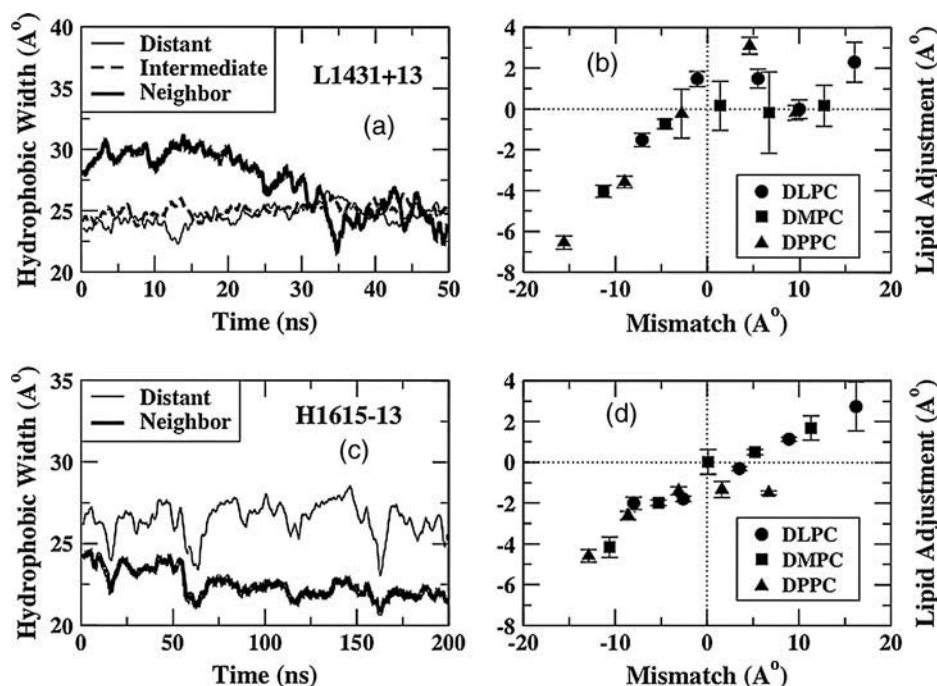 Hydrophobic Width (A°)
40
35
30
25
20
Distant
Intermediate
Neighbor
L1431+13
(a)
0 10 20 30 40 50
Time (ns)
(b)
4
2
0
-2
-4
-6
-8
Lipid Adjustment (A°)
DLPC
DMPC
DPPC
-20 -10 0 10 20
Mismatch (A°)
Hydrophobic Width (A°)
35
30
25
20
Distant
Neighbor
H1615-13
(c)
0 50 100 150 200
Time (ns)
(d)
4
2
0
-2
-4
-6
-8
Lipid Adjustment (A°)
DLPC
DMPC
DPPC
-20 -10 0 10 20
Mismatch (A°)